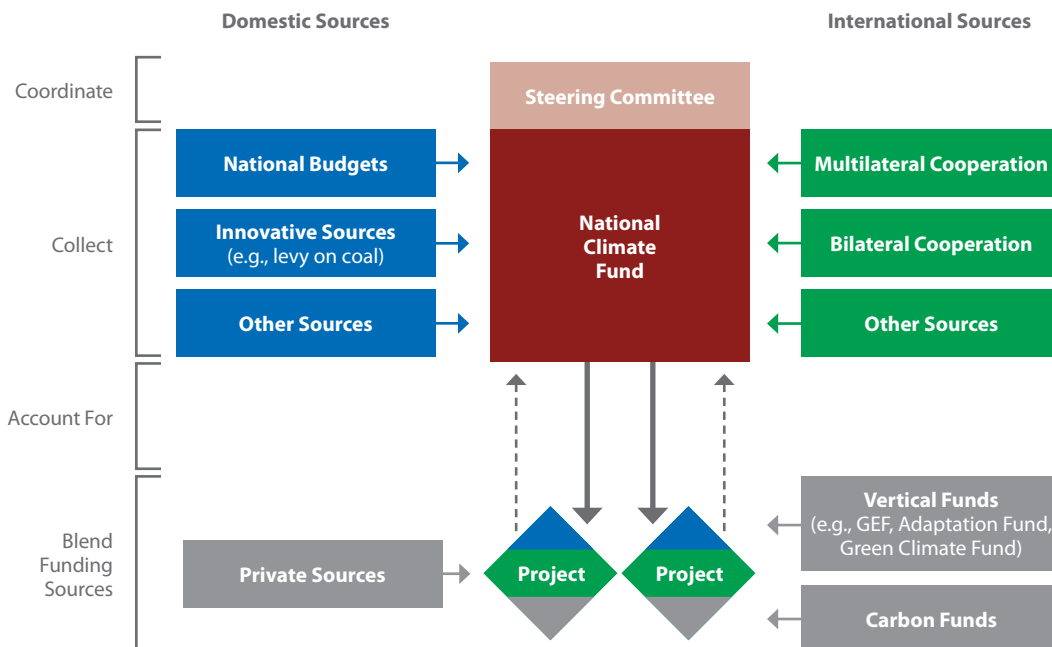 Domestic Sources
International Sources
Coordinate
Steering Committee
Collect
National Budgets
Innovative Sources
(e.g., levy on coal)
Other Sources
National
Climate
Fund
Multilateral Cooperation
Bilateral Cooperation
Other Sources
Account For
Blend
Funding
Sources
Private Sources
Project
Project
Vertical Funds
(e.g., GEF, Adaptation Fund,
Green Climate Fund)
Carbon Funds